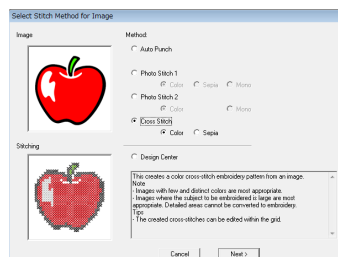 Select Stitch Method for Image
Image
Method
Auto Punch
Photo Stitch 1
Color Sepia Mono
Photo Stitch 2
Color Mono
Cross Stitch
Color Sepia
Stitching
Design Center
This creates a color cross-stitch embroidery pattern from an image.
Note
- Images with few and distinct colors are most appropriate.
- Images where the subject to be embroidered is large are most
appropriate. Detailed areas cannot be converted to embroidery.
Tips
- The created cross-stitches can be edited within the grid.
Cancel Next >